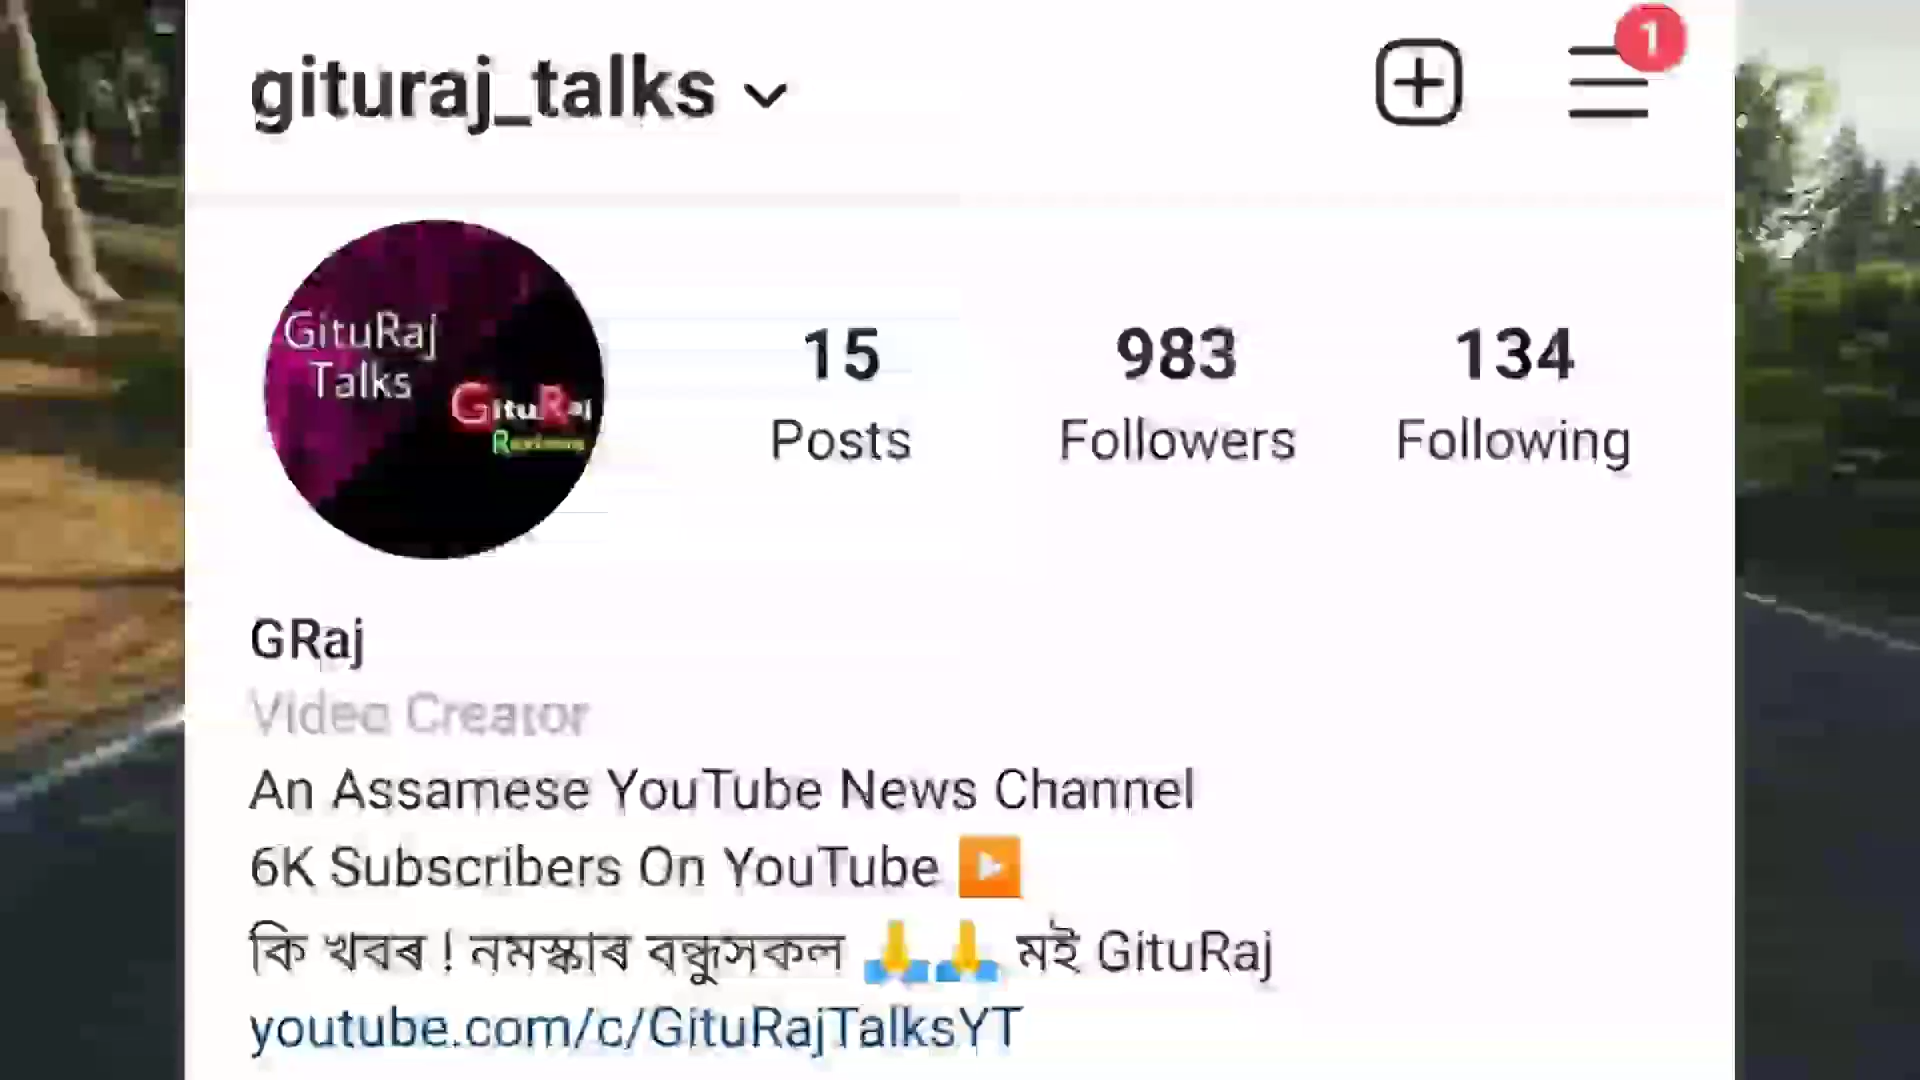 gituraj_talks
1
GituRaj
Talks
GituRaj
15
Posts
983
Followers
134
Following
GRaj
Video Creator
An Assamese YouTube News Channel
6K Subscribers On YouTube ▶️
কি খবৰ ! নমস্কাৰ বন্ধুসকল 🙏🙏 মই GituRaj
youtube.com/c/GituRajTalksYT